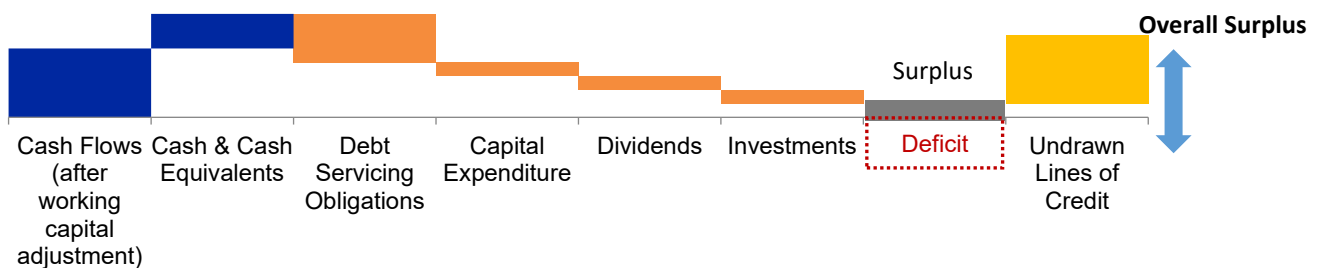 Overall Surplus
Surplus
Cash Flows
(after
working
capital
adjustment)
Cash & Cash
Equivalents
Debt
Servicing
Obligations
Capital
Expenditure
Dividends
Investments
Deficit
Undrawn
Lines of
Credit